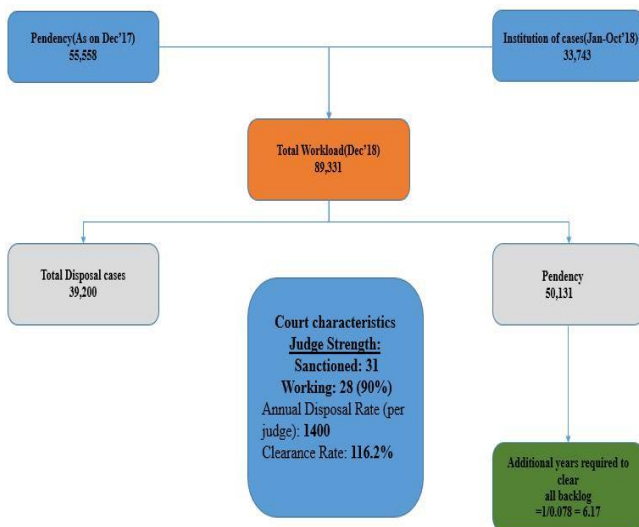 Pendency(As on Dec’17)
55,558
Institution of cases(Jan-Oct’18)
33,743
Total Workload(Dec’18)
89,331
Total Disposal cases
39,200
Pendency
50,131
Court characteristics
Judge Strength:
Sanctioned: 31
Working: 28 (90%)
Annual Disposal Rate (per
judge): 1400
Clearance Rate: 116.2%
Additional years required to
clear
all backlog
=1/0.078 = 6.17